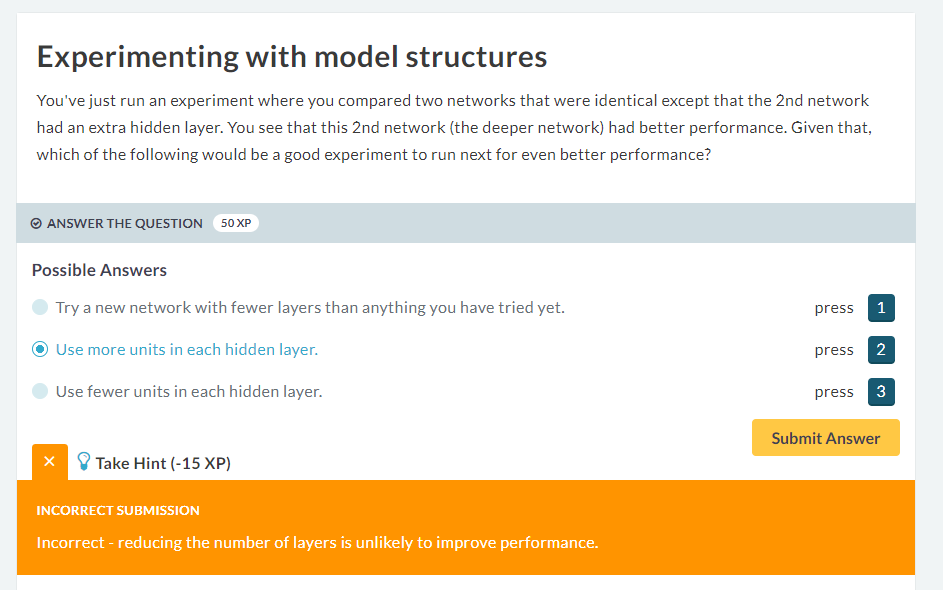 Experimenting with model structures
You've just run an experiment where you compared two networks that were identical except that the 2nd network
had an extra hidden layer. You see that this 2nd network (the deeper network) had better performance. Given that,
which of the following would be a good experiment to run next for even better performance?
ANSWER THE QUESTION 50 XP
Possible Answers
Try a new network with fewer layers than anything you have tried yet. press 1
Use more units in each hidden layer. press 2
Use fewer units in each hidden layer. press 3
Submit Answer
Take Hint (-15 XP)
INCORRECT SUBMISSION
Incorrect - reducing the number of layers is unlikely to improve performance.